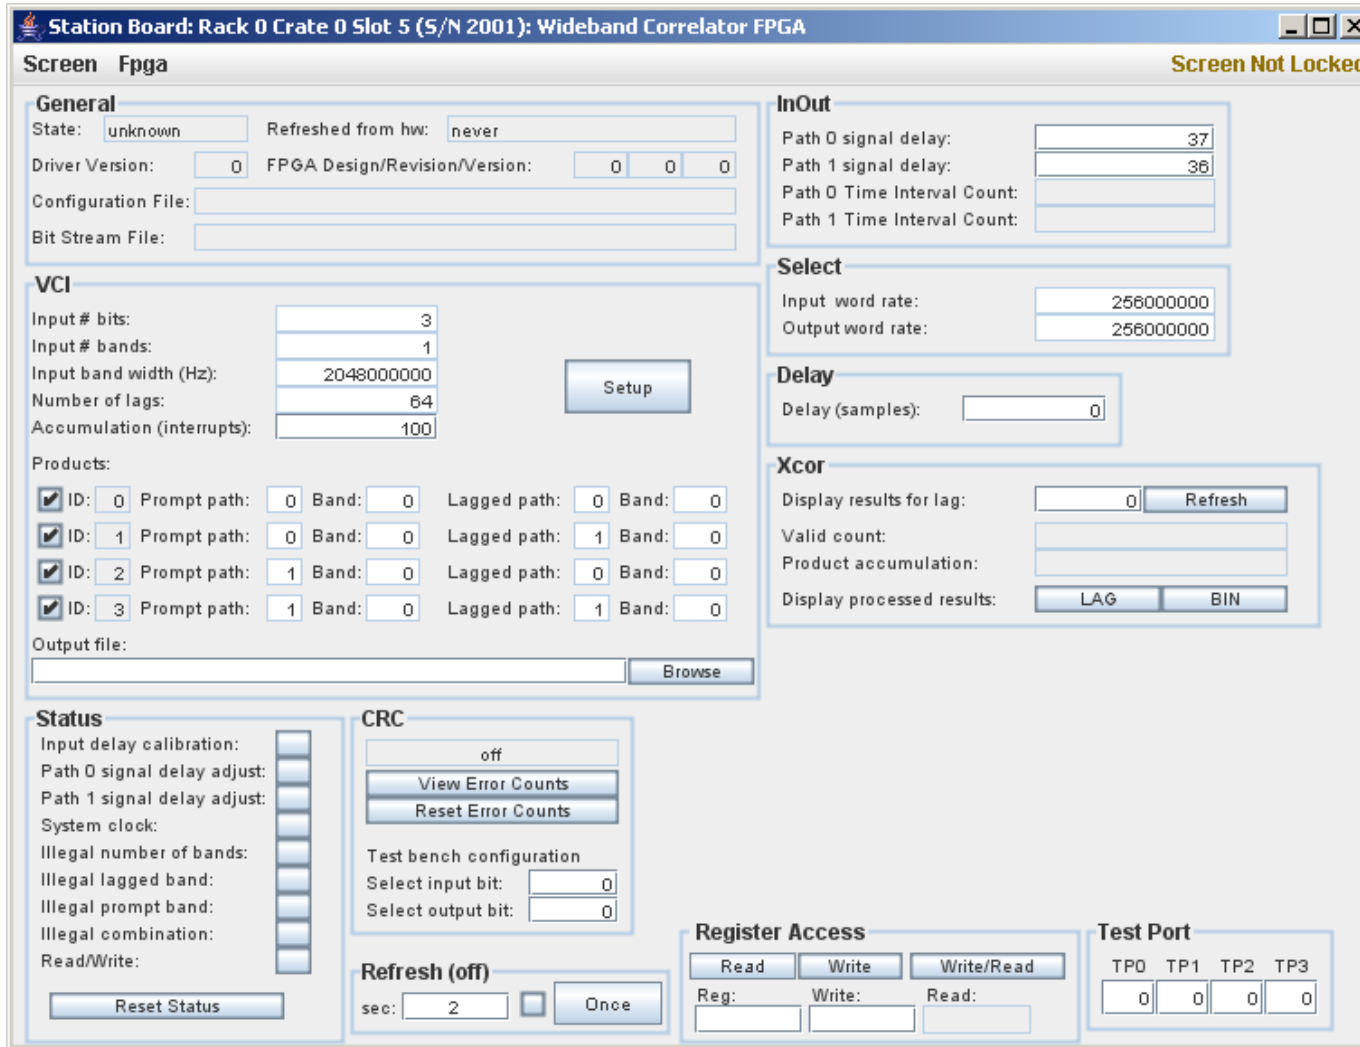 Station Board: Rack 0 Crate 0 Slot 5 (S/N 2001): Wideband Correlator FPGA
Screen Fpga Screen Not Locked
General
State: unknown Refreshed from hw: never
Driver Version: 0 FPGA Design/Revision/Version: 0 0 0
Configuration File:
Bit Stream File:
VCI
Input # bits: 3
Input # bands: 1
Input band width (Hz): 2048000000
Number of lags: 64
Accumulation (interrupts): 100
Setup
Products:
ID: 0 Prompt path: 0 Band: 0 Lagged path: 0 Band: 0
ID: 1 Prompt path: 0 Band: 0 Lagged path: 1 Band: 0
ID: 2 Prompt path: 1 Band: 0 Lagged path: 0 Band: 0
ID: 3 Prompt path: 1 Band: 0 Lagged path: 1 Band: 0
Output file:
Browse
InOut
Path 0 signal delay: 37
Path 1 signal delay: 36
Path 0 Time Interval Count:
Path 1 Time Interval Count:
Select
Input word rate: 256000000
Output word rate: 256000000
Delay
Delay (samples): 0
Xcor
Display results for lag: 0 Refresh
Valid count:
Product accumulation:
Display processed results: LAG BIN
Status
Input delay calibration:
Path 0 signal delay adjust:
Path 1 signal delay adjust:
System clock:
Illegal number of bands:
Illegal lagged band:
Illegal prompt band:
Illegal combination:
Read/Write:
Reset Status
CRC
off
View Error Counts
Reset Error Counts
Test bench configuration
Select input bit: 0
Select output bit: 0
Refresh (off)
sec: 2 Once
Register Access
Read Write Write/Read
Reg: Write: Read:
Test Port
TP0 TP1 TP2 TP3
0 0 0 0